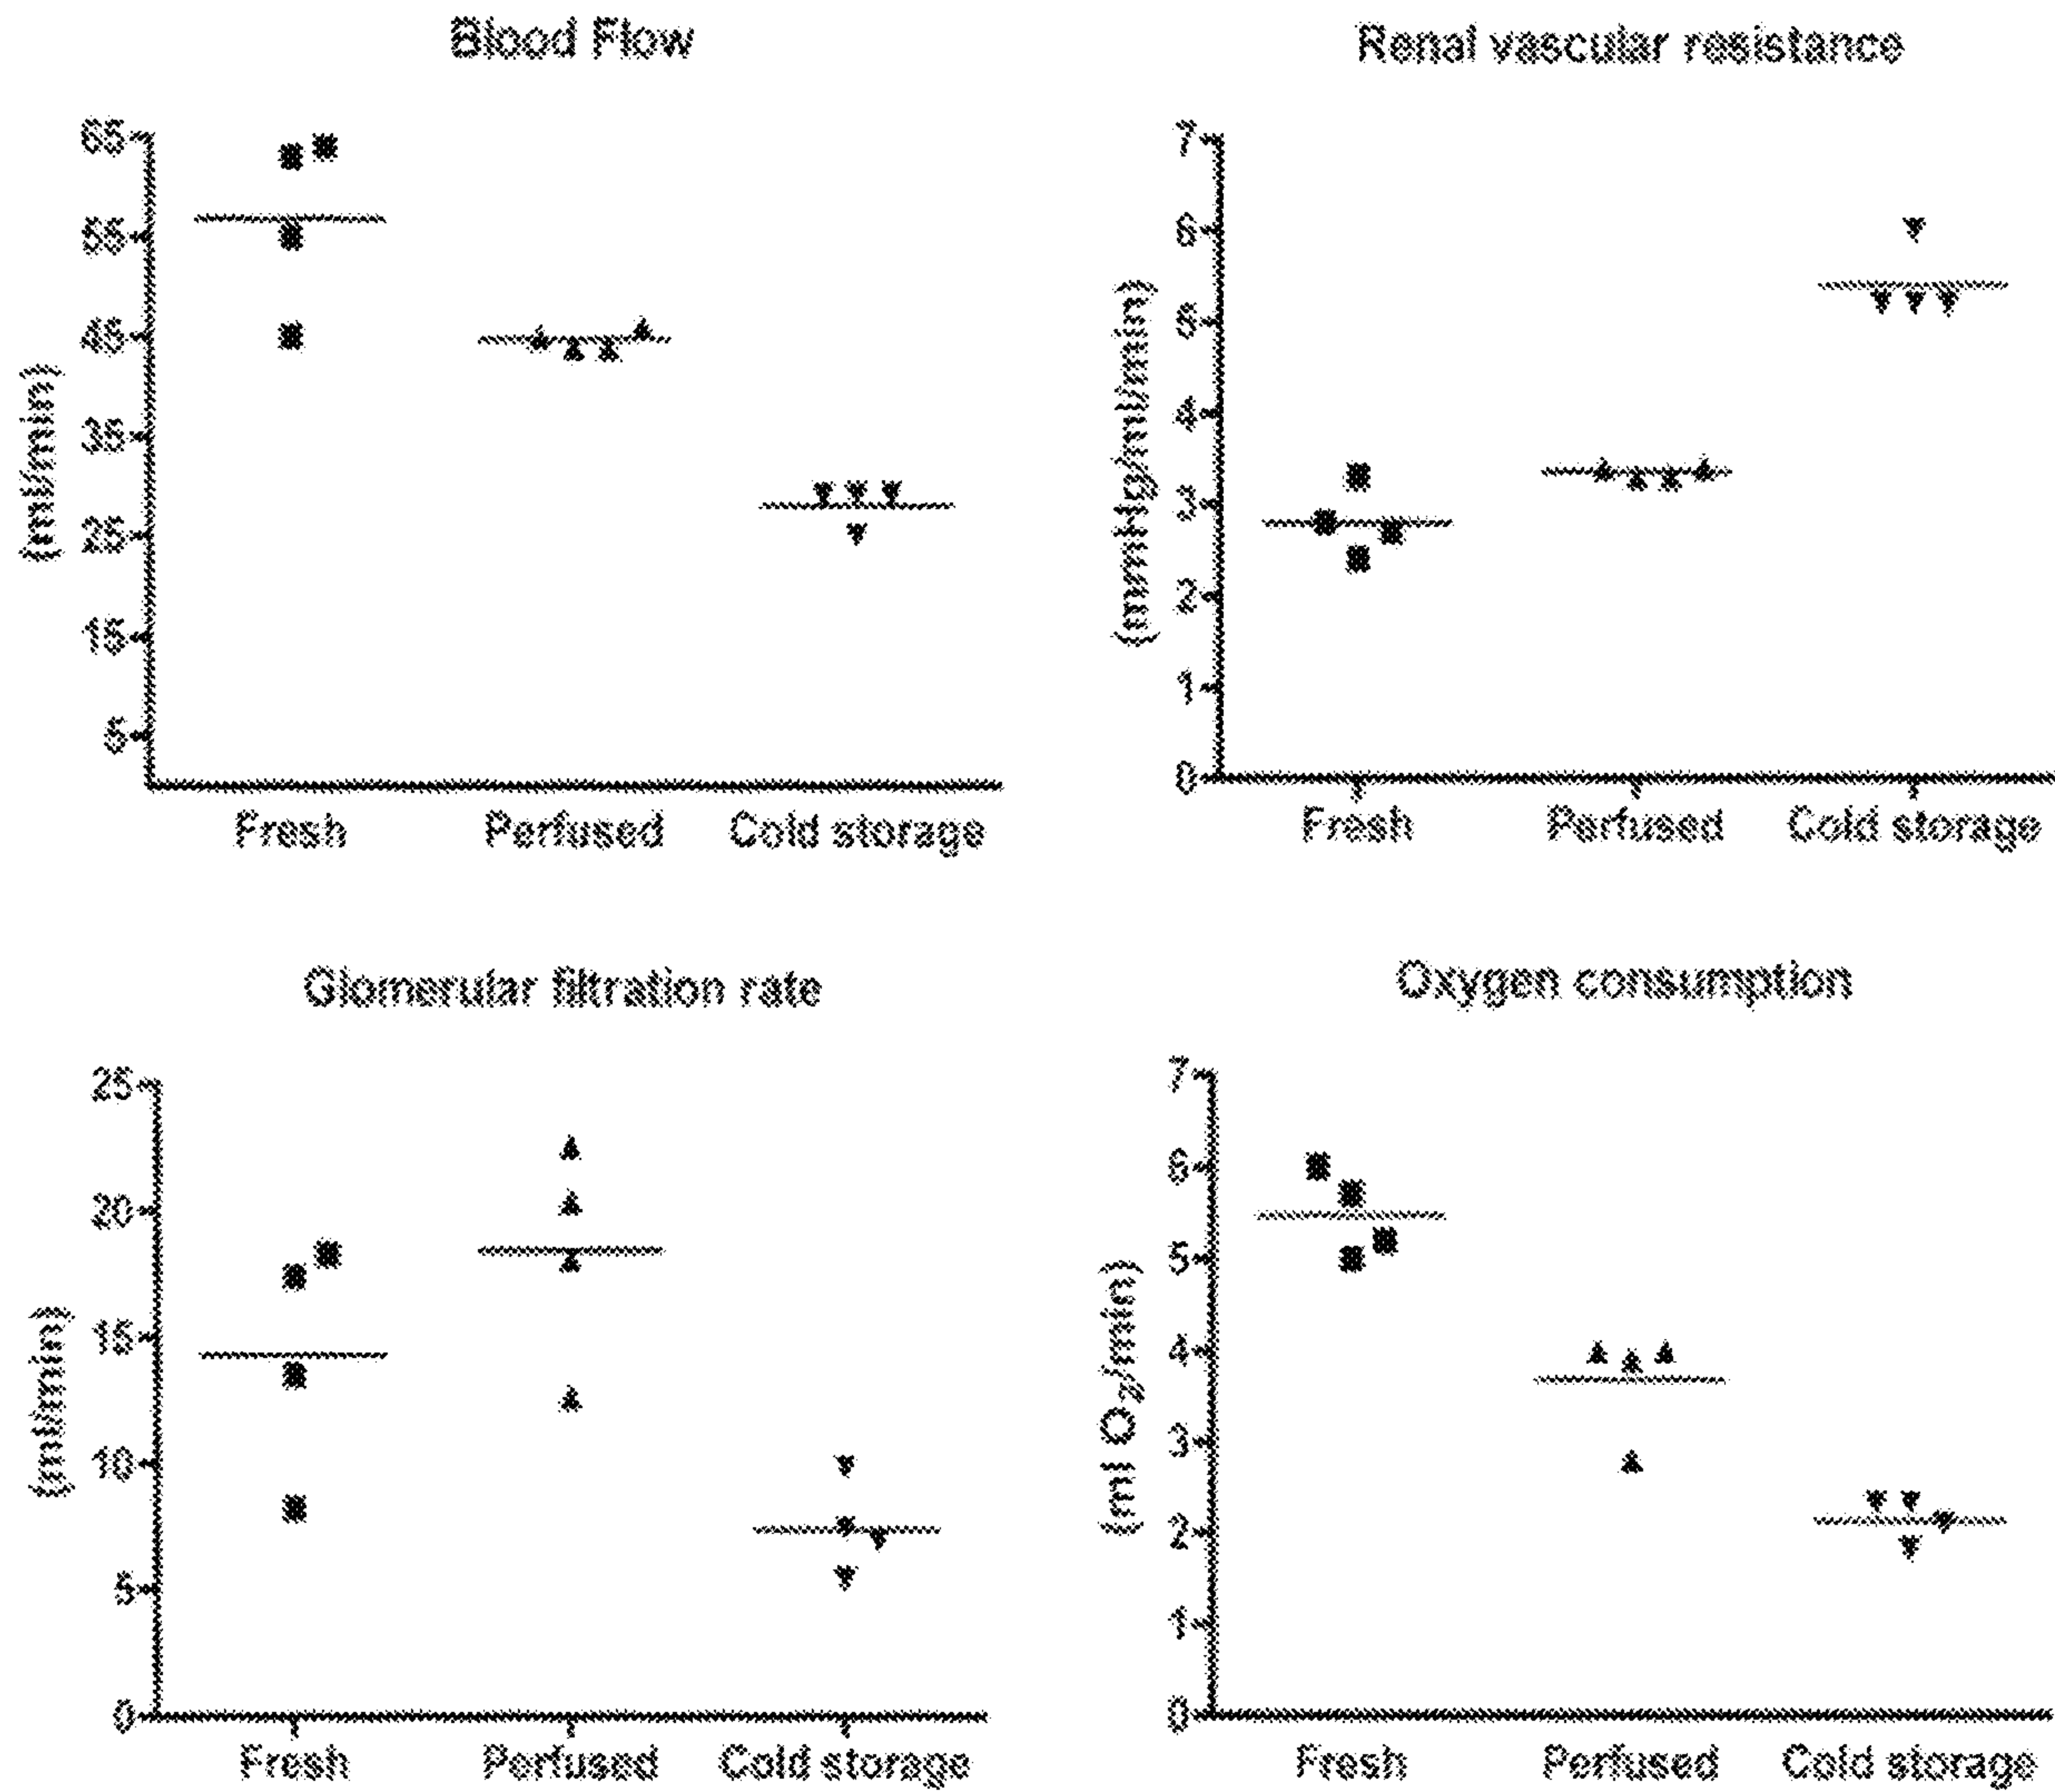 Blood Flow
65
55
45
35
25
15
5
(ml/min)
Fresh Perfused Cold storage
Renal vascular resistance
7
6
5
4
3
2
1
0
(mmHg/ml/min)
Fresh Perfused Cold storage
Glomerular filtration rate
25
20
15
10
5
0
(ml/min)
Fresh Perfused Cold storage
Oxygen consumption
7
6
5
4
3
2
1
0
(ml O₂/min)
Fresh Perfused Cold storage